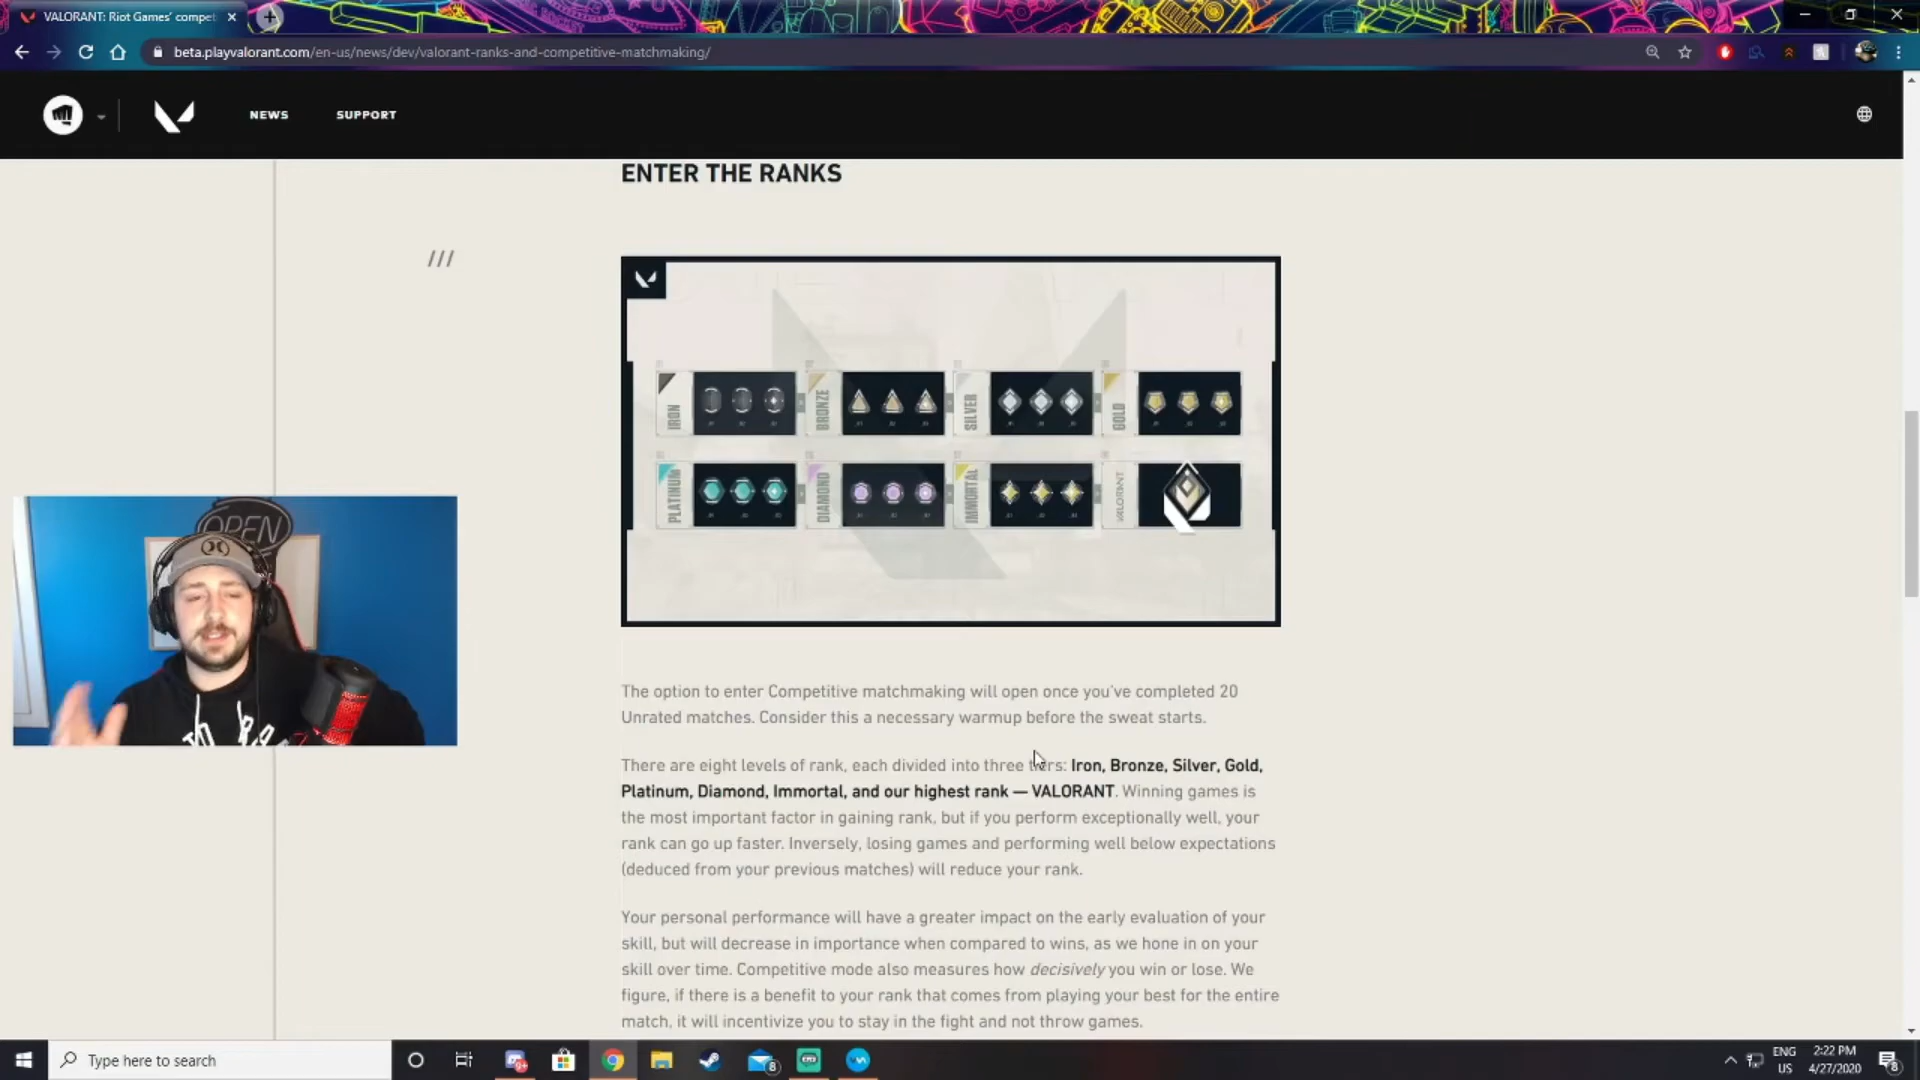 VALORANT: Riot Games' compet
beta.playvalorant.com/en-us/news/dev/valorant-ranks-and-competitive-matchmaking/
NEWS
SUPPORT
ENTER THE RANKS
///
IRON
BRONZE
SILVER
GOLD
PLATINUM
DIAMOND
IMMORTAL
VALORANT
OPEN
The option to enter Competitive matchmaking will open once you've completed 20
Unrated matches. Consider this a necessary warmup before the sweat starts.
There are eight levels of rank, each divided into three tiers: Iron, Bronze, Silver, Gold,
Platinum, Diamond, Immortal, and our highest rank — VALORANT. Winning games is
the most important factor in gaining rank, but if you perform exceptionally well, your
rank can go up faster. Inversely, losing games and performing well below expectations
(deduced from your previous matches) will reduce your rank.
Your personal performance will have a greater impact on the early evaluation of your
skill, but will decrease in importance when compared to wins, as we hone in on your
skill over time. Competitive mode also measures how decisively you win or lose. We
figure, if there is a benefit to your rank that comes from playing your best for the entire
match, it will incentivize you to stay in the fight and not throw games.
Type here to search
8
ENG
US
2:22 PM
4/27/2020
8